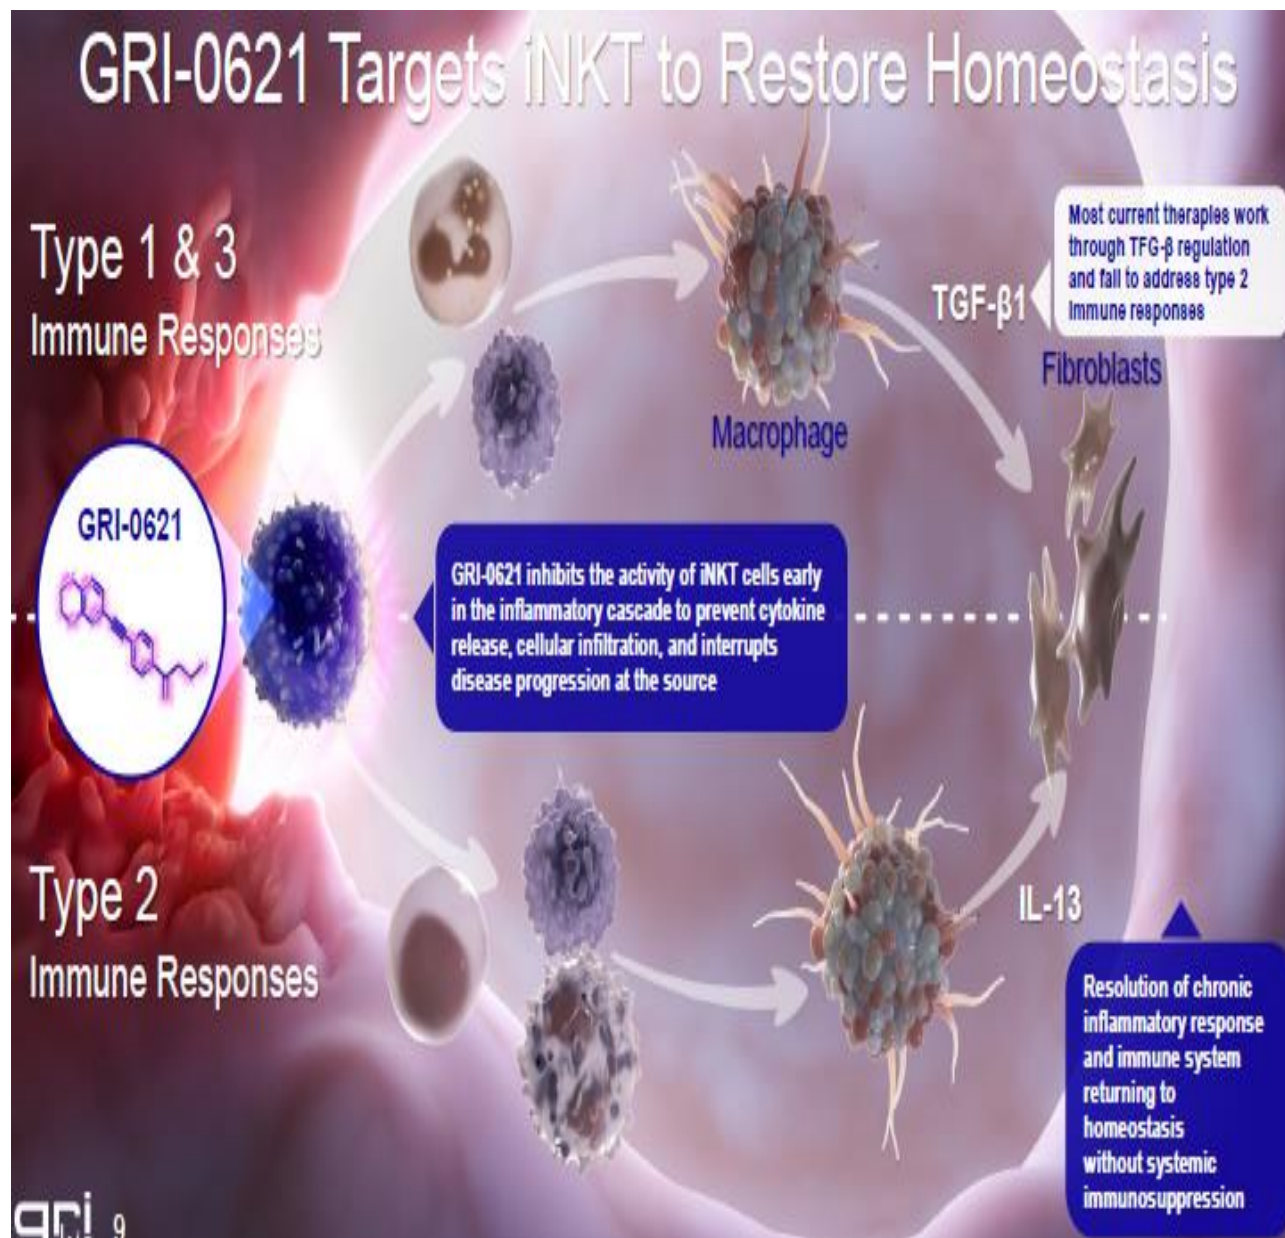 GRI-0621 Targets iNKT to Restore Homeostasis
Type 1 & 3
Immune Responses
Most current therapies work
through TFG-β regulation
and fail to address type 2
immune responses
TGF-β1
Fibroblasts
Macrophage
GRI-0621
GRI-0621 inhibits the activity of iNKT cells early
in the inflammatory cascade to prevent cytokine
release, cellular infiltration, and interrupts
disease progression at the source
Type 2
Immune Responses
IL-13
Resolution of chronic
inflammatory response
and immune system
returning to
homeostasis
without systemic
immunosuppression
gri
9